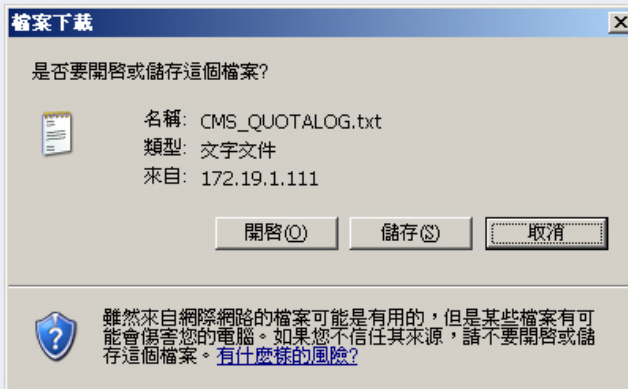 檔案下載
是否要開啓或儲存這個檔案?
名稱: CMS_QUOTALOG.txt
類型: 文字文件
來自: 172.19.1.111
開啓(O) 儲存(S) 取消
雖然來自網際網路的檔案可能是有用的，但是某些檔案有可
能會傷害您的電腦。如果您不信任其來源，請不要開啓或儲
存這個檔案。有什麼樣的風險?